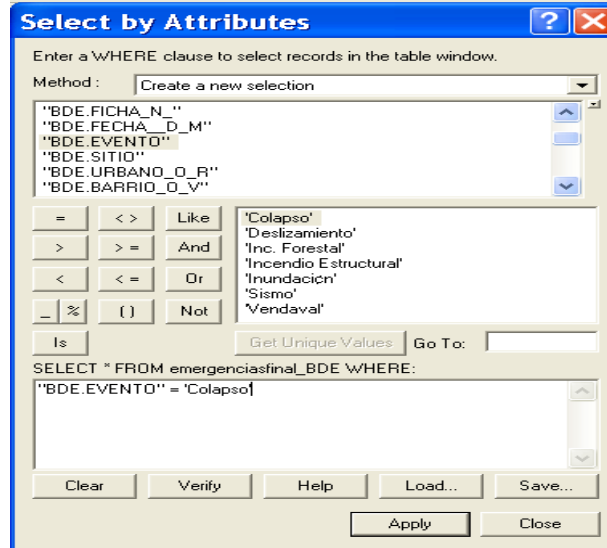 Select by Attributes
Enter a WHERE clause to select records in the table window.
Method : Create a new selection
"BDE.FICHA_N_"
"BDE.FECHA__D_M"
"BDE.EVENTO"
"BDE.SITIO"
"BDE.URBANO_O_R"
"BDE.BARRIO_O_V"
= < > Like
> > = And
< < = Or
_ % ( ) Not
Is
'Colapso'
'Deslizamiento'
'Inc. Forestal'
'Incendio Estructural'
'Inundación'
'Sismo'
'Vendaval'
Get Unique Values Go To:
SELECT * FROM emergenciasfinal_BDE WHERE:
"BDE.EVENTO" = 'Colapso'
Clear Verify Help Load... Save...
Apply Close